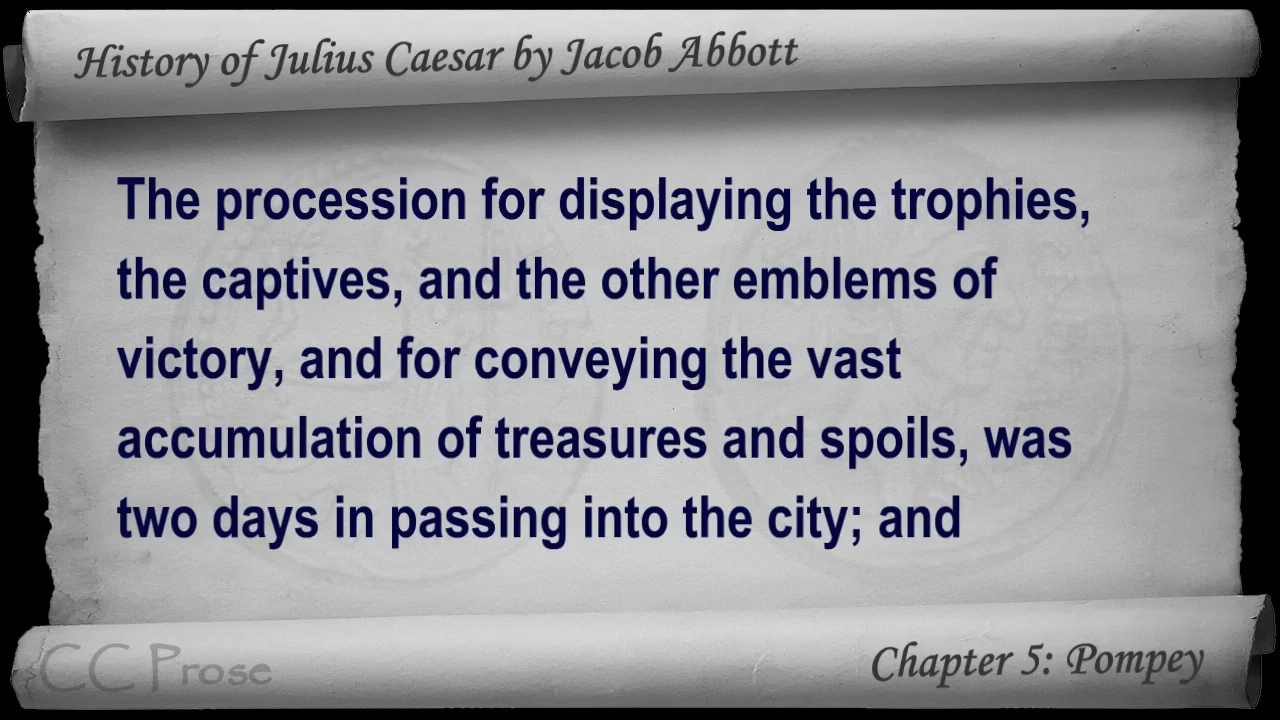 History of Julius Caesar by Jacob Abbott
The procession for displaying the trophies,
the captives, and the other emblems of
victory, and for conveying the vast
accumulation of treasures and spoils, was
two days in passing into the city; and
CC Prose
Chapter 5: Pompey